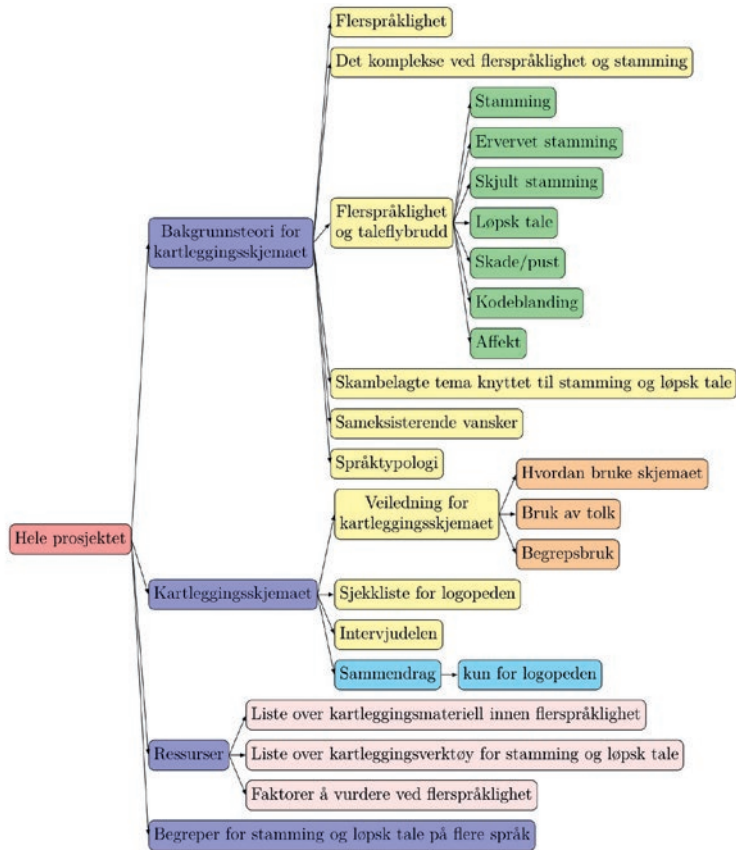 Flerspråklighet
Det komplekse ved flerspråklighet og stamming
Stamming
Ervervet stamming
Skjult stamming
Flerspråklighet
og taleflybrudd
Løpsk tale
Skade/pust
Kodeblanding
Affekt
Bakgrunnsteori for
kartleggingsskjemaet
Skambelagte tema knyttet til stamming og løpsk tale
Sameksisterende vansker
Språktypologi
Hele prosjektet
Veiledning for
kartleggingsskjemaet
Hvordan bruke skjemaet
Bruk av tolk
Begrepsbruk
Kartleggingsskjemaet
Sjekkliste for logopeden
Intervjudelen
Sammendrag
kun for logopeden
Ressurser
Liste over kartleggingsmateriell innen flerspråklighet
Liste over kartleggingsverktøy for stamming og løpsk tale
Faktorer å vurdere ved flerspråklighet
Begreper for stamming og løpsk tale på flere språk